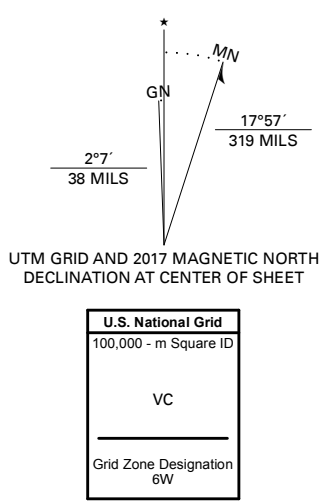 ★
MN
GN
17°57´
319 MILS
2°7´
38 MILS
UTM GRID AND 2017 MAGNETIC NORTH
DECLINATION AT CENTER OF SHEET
U.S. National Grid
100,000 - m Square ID
VC
Grid Zone Designation
6W